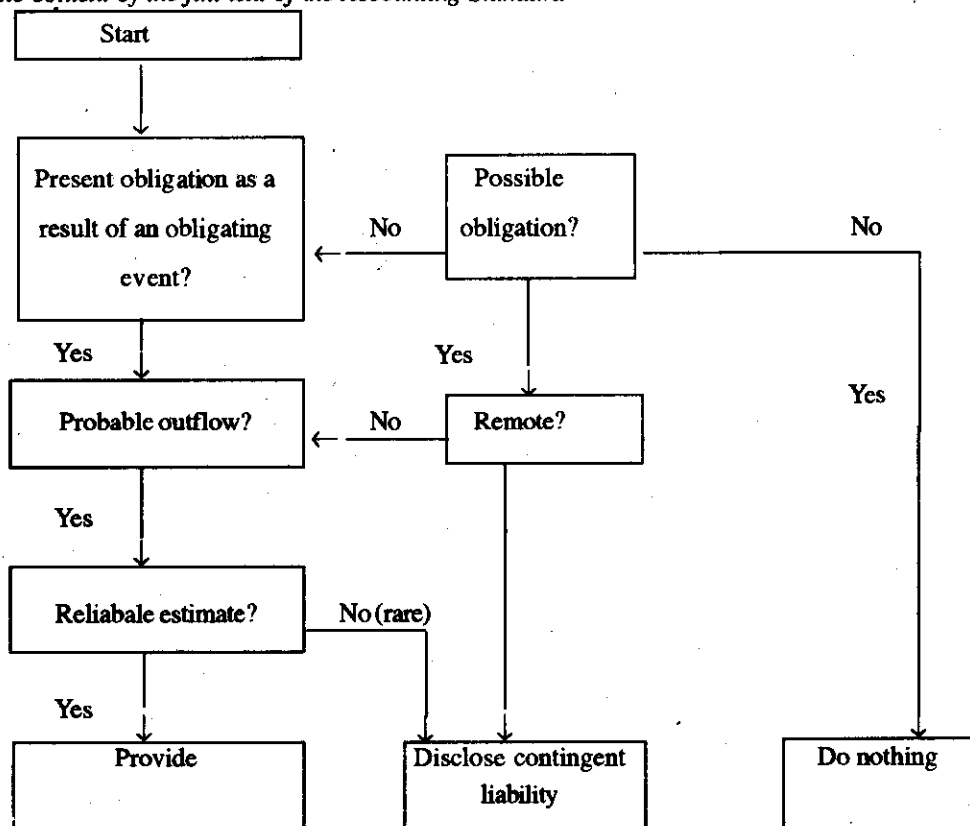 Start
Present obligation as a
result of an obligating
event?
No
Possible
obligation?
No
Yes
Yes
Yes
Probable outflow?
No
Remote?
Yes
Reliabale estimate?
No (rare)
Yes
Provide
Disclose contingent
liability
Do nothing